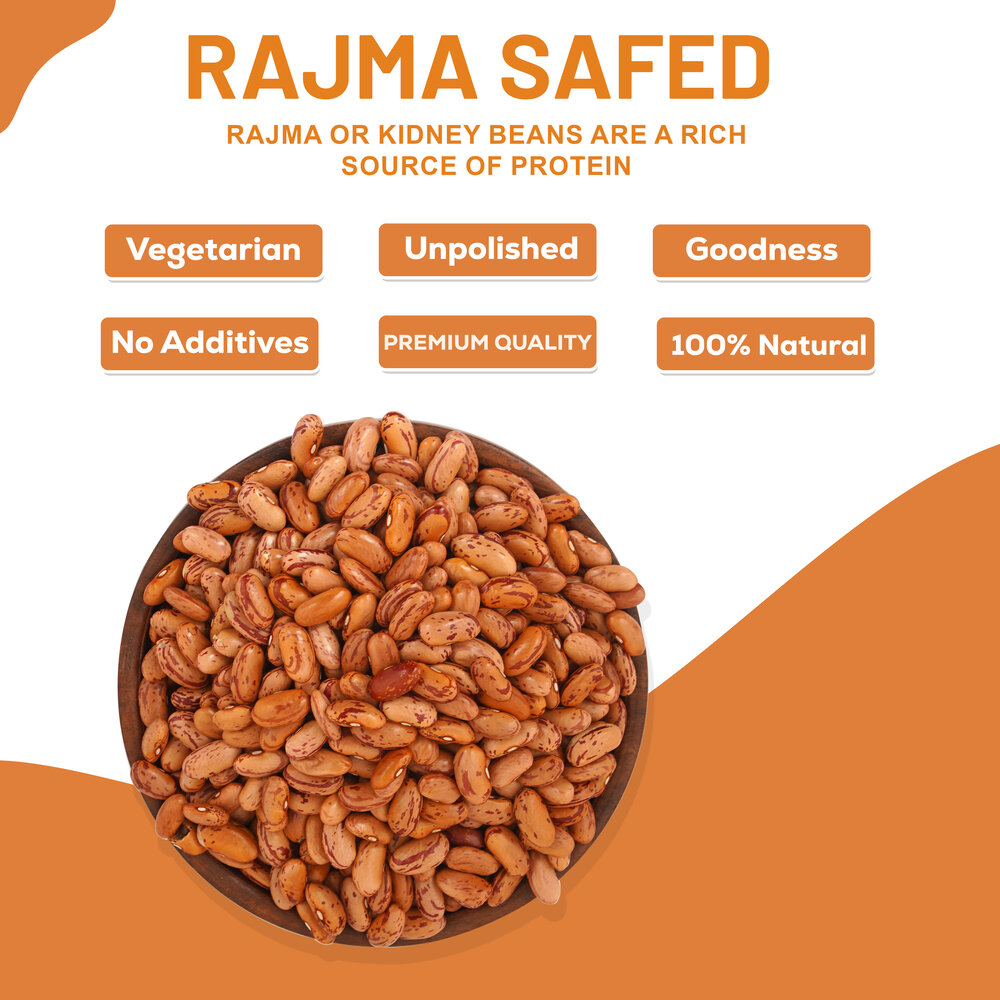 RAJMA SAFED
RAJMA OR KIDNEY BEANS ARE A RICH
SOURCE OF PROTEIN
Vegetarian
Unpolished
Goodness
No Additives
PREMIUM QUALITY
100% Natural